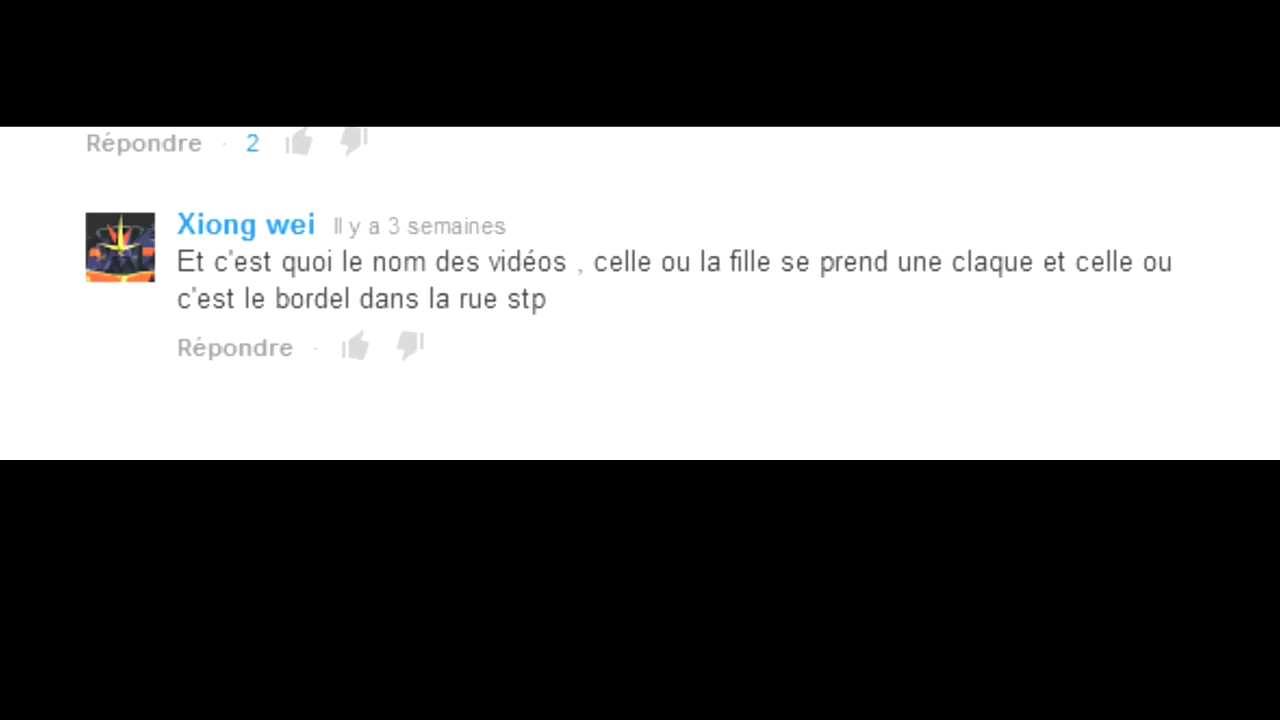 Répondre · 2
Xiong wei Il y a 3 semaines
Et c'est quoi le nom des vidéos , celle ou la fille se prend une claque et celle ou
c'est le bordel dans la rue stp
Répondre ·